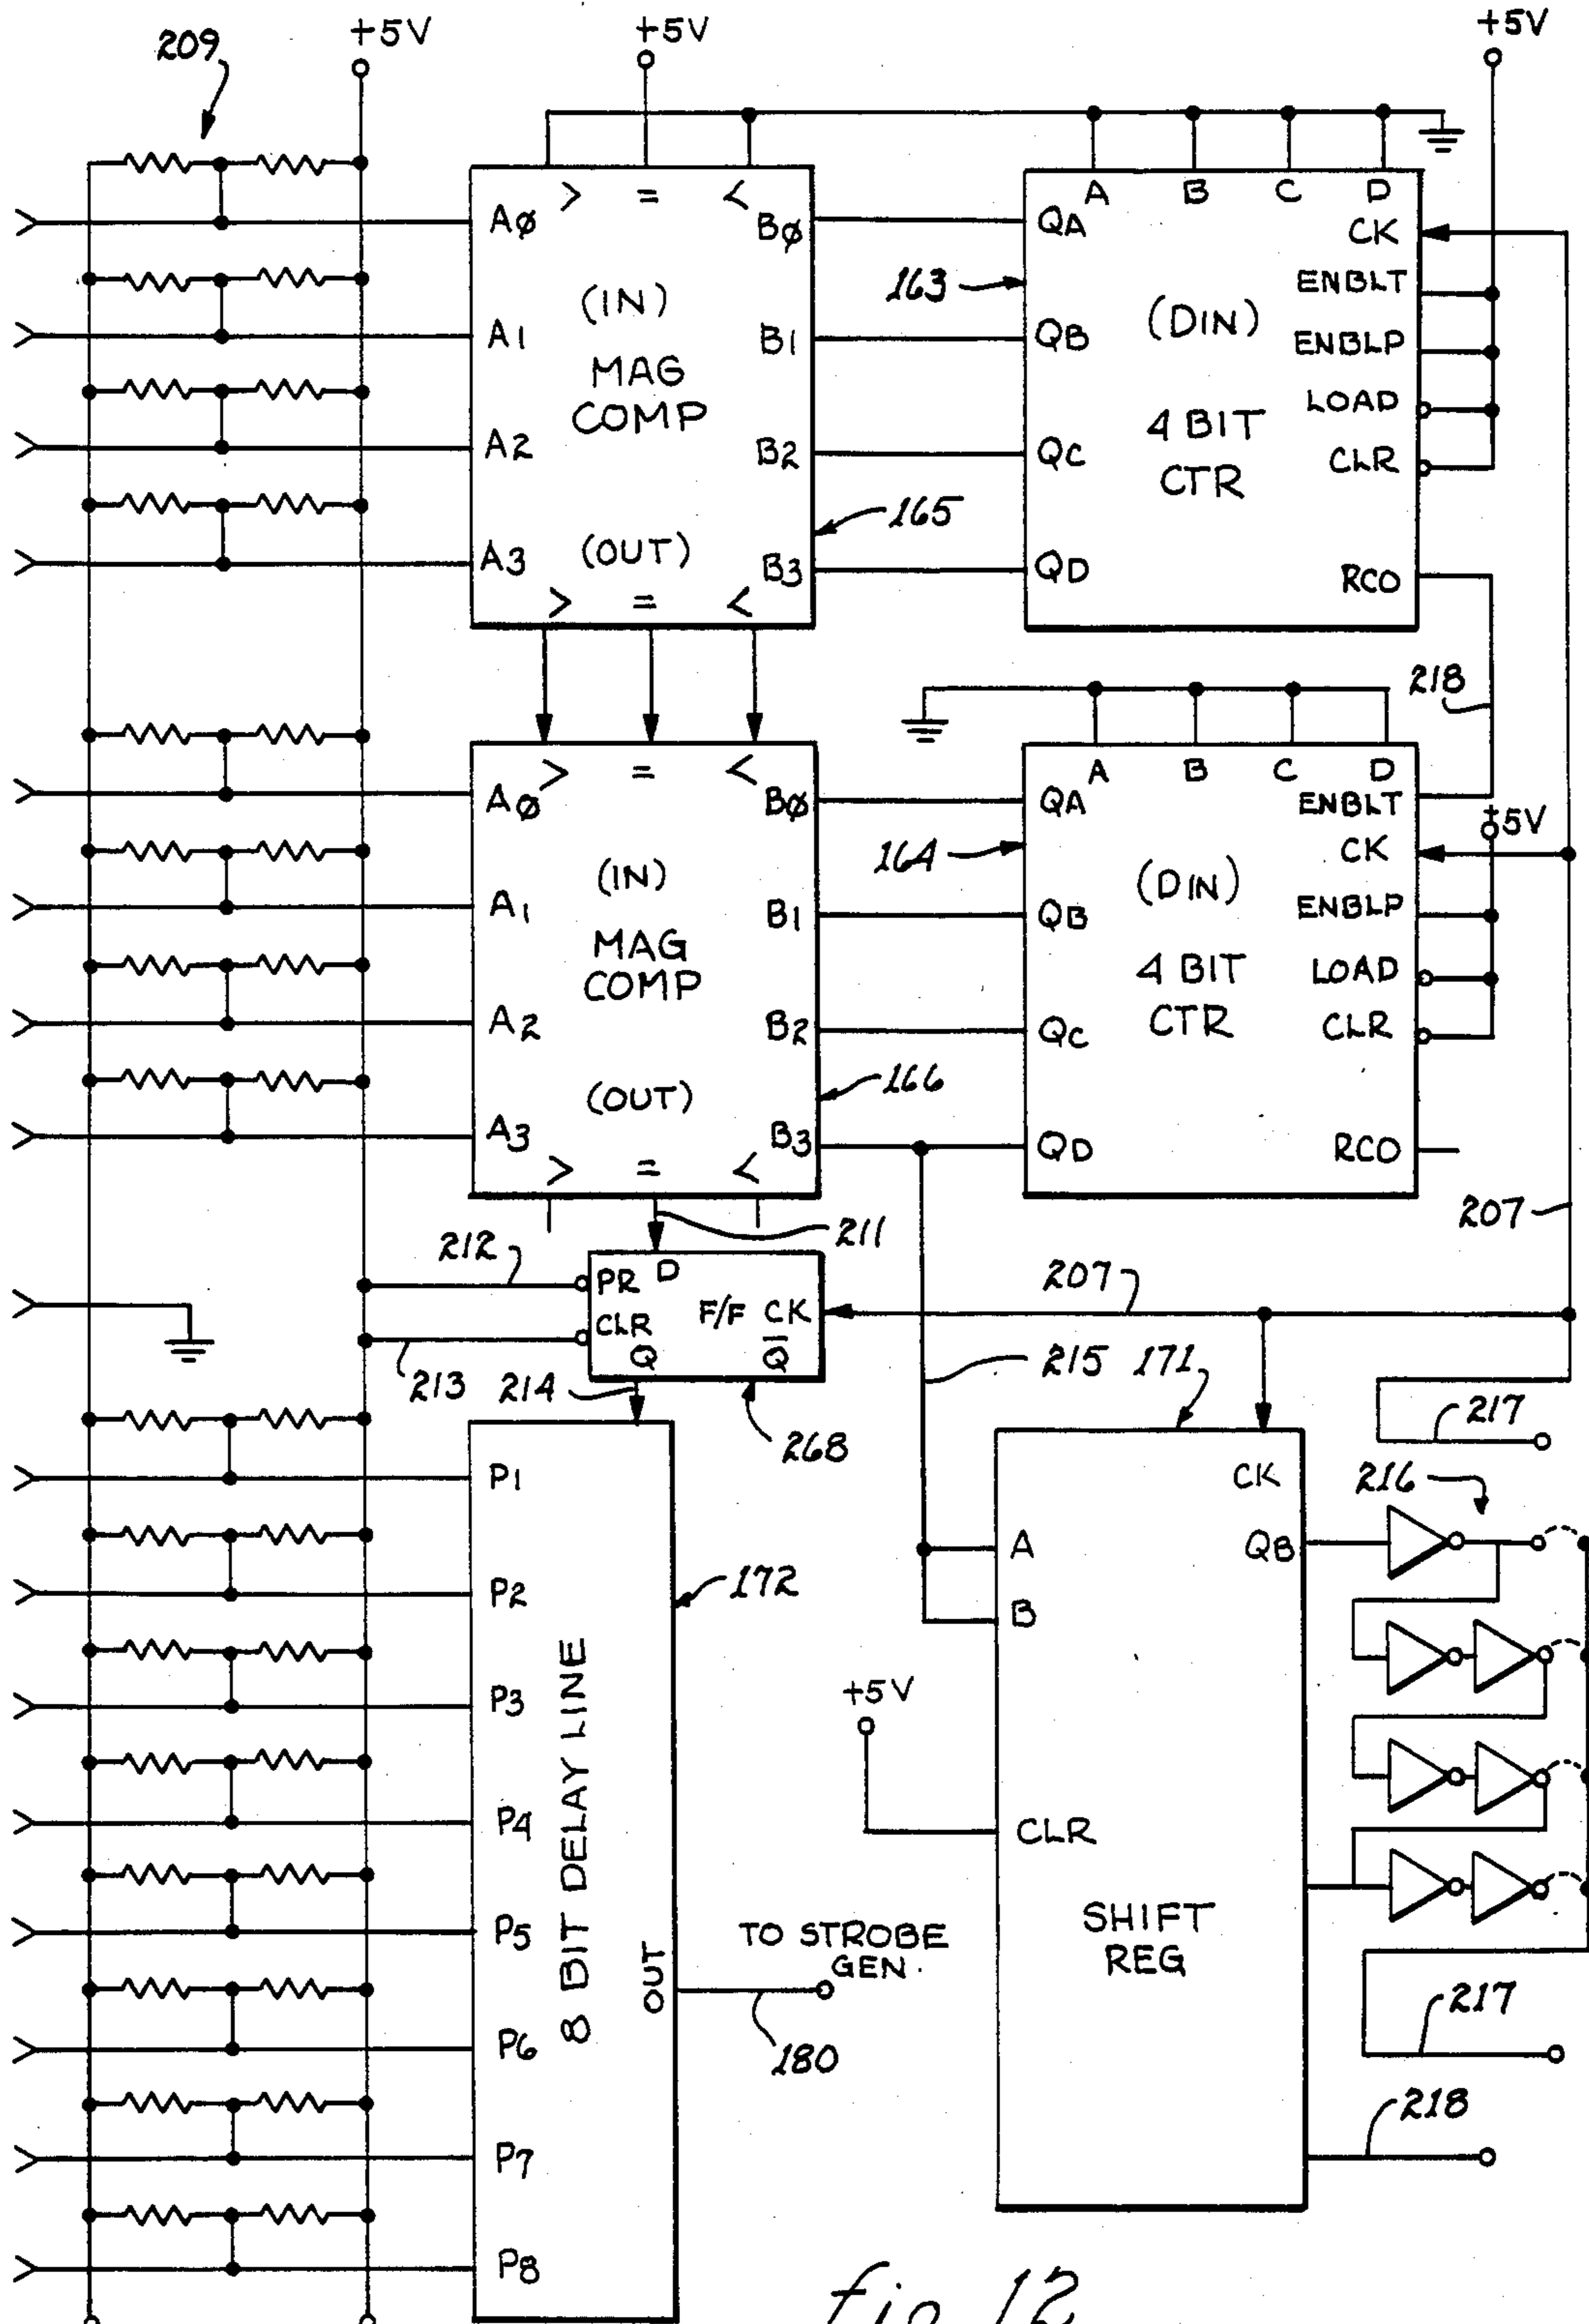 209
+5V
+5V
+5V
> = <
A B C D
AØ
BØ
QA
CK
(IN)
163
(DIN)
ENBLT
A1
MAG
COMP
B1
QB
ENBLP
A2
B2
QC
4 BIT
CTR
LOAD
CLR
A3
(OUT)
B3
165
QD
RCO
> = <
218
> = <
A B C D
AØ
BØ
QA
ENBLT
+5V
(IN)
164
(DIN)
CK
A1
MAG
COMP
B1
QB
ENBLP
A2
B2
QC
4 BIT
CTR
LOAD
CLR
A3
(OUT)
B3
166
QD
RCO
> = <
211
207
212
PR
D
CLR
F/F
CK
Q
Q̅
207
213
214
268
215
171
217
P1
P2
P3
P4
P5
P6
P7
P8
8 BIT DELAY LINE
OUT
172
TO STROBE
GEN.
180
CK
QB
216
A
B
+5V
CLR
SHIFT
REG
217
218
fig 12